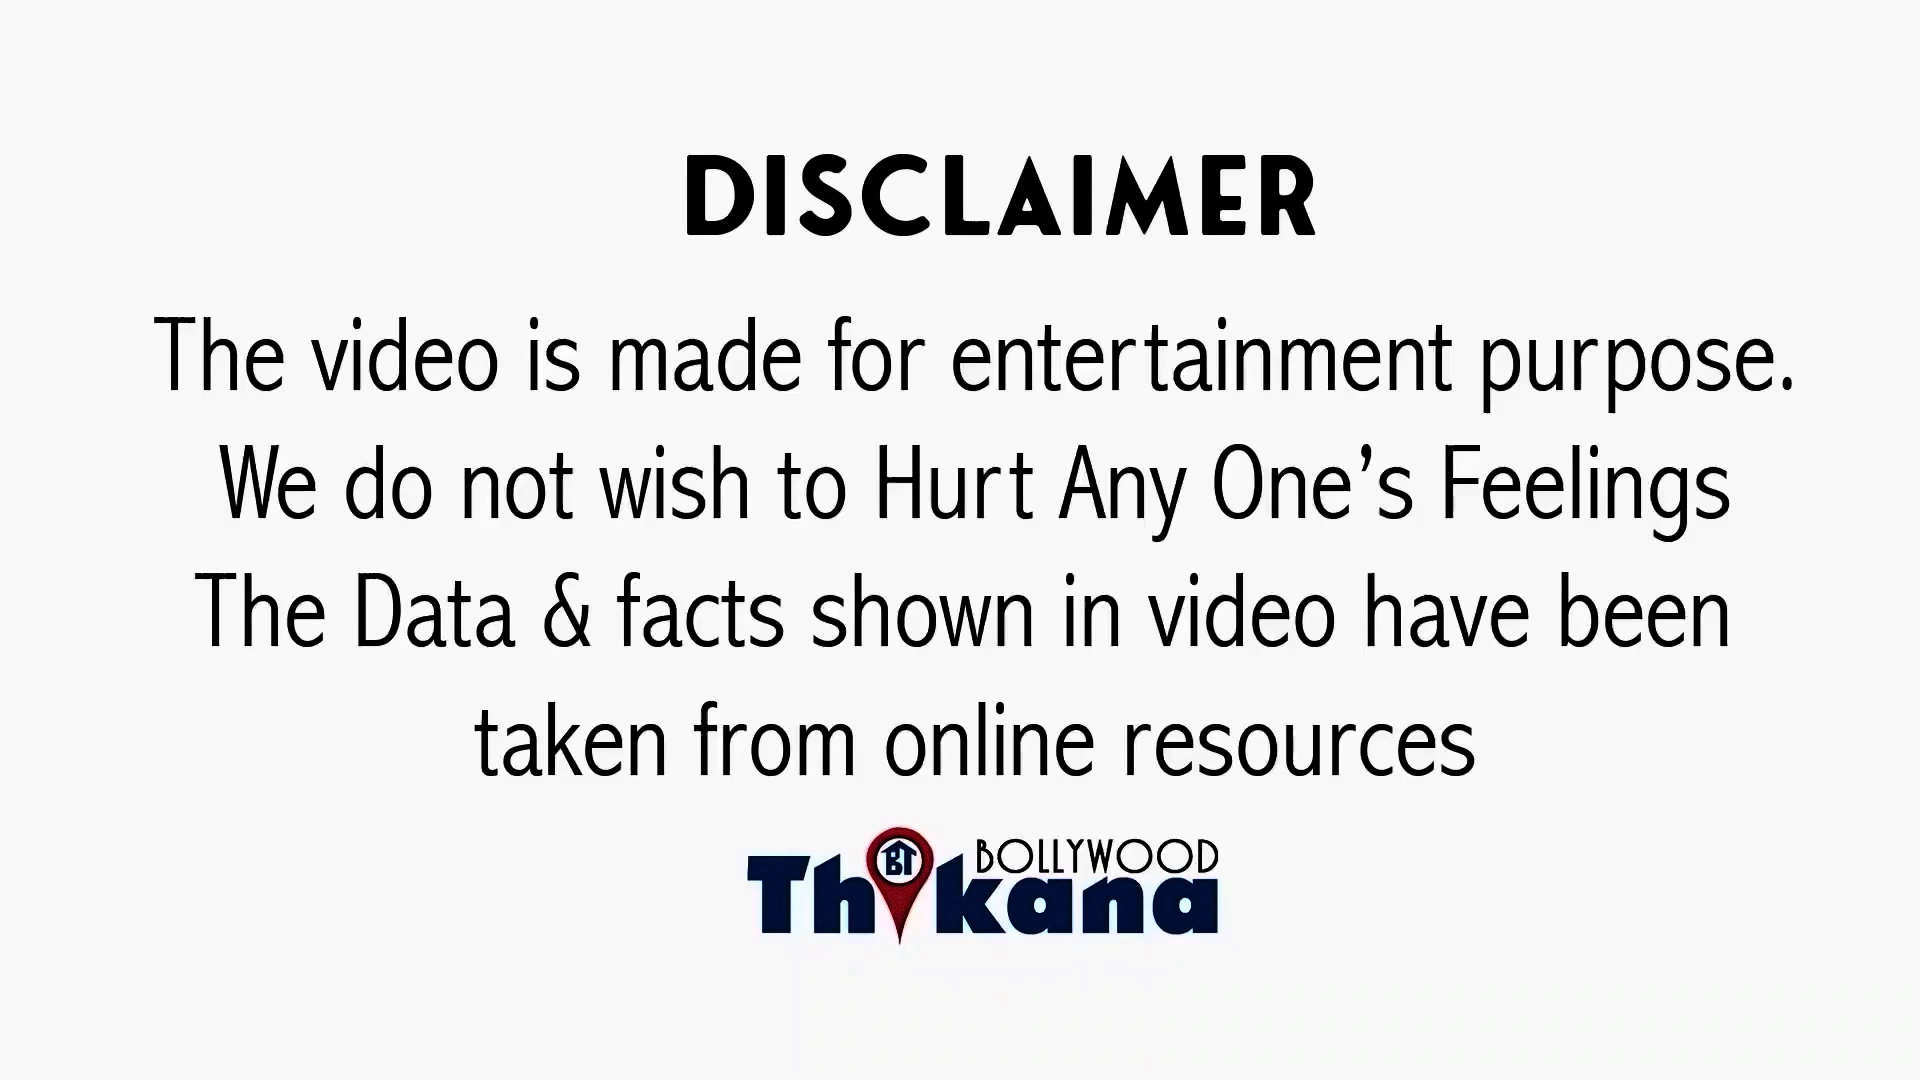 DISCLAIMER
The video is made for entertainment purpose.
We do not wish to Hurt Any One’s Feelings
The Data & facts shown in video have been
taken from online resources
BOLLYWOOD
Thikana
BT